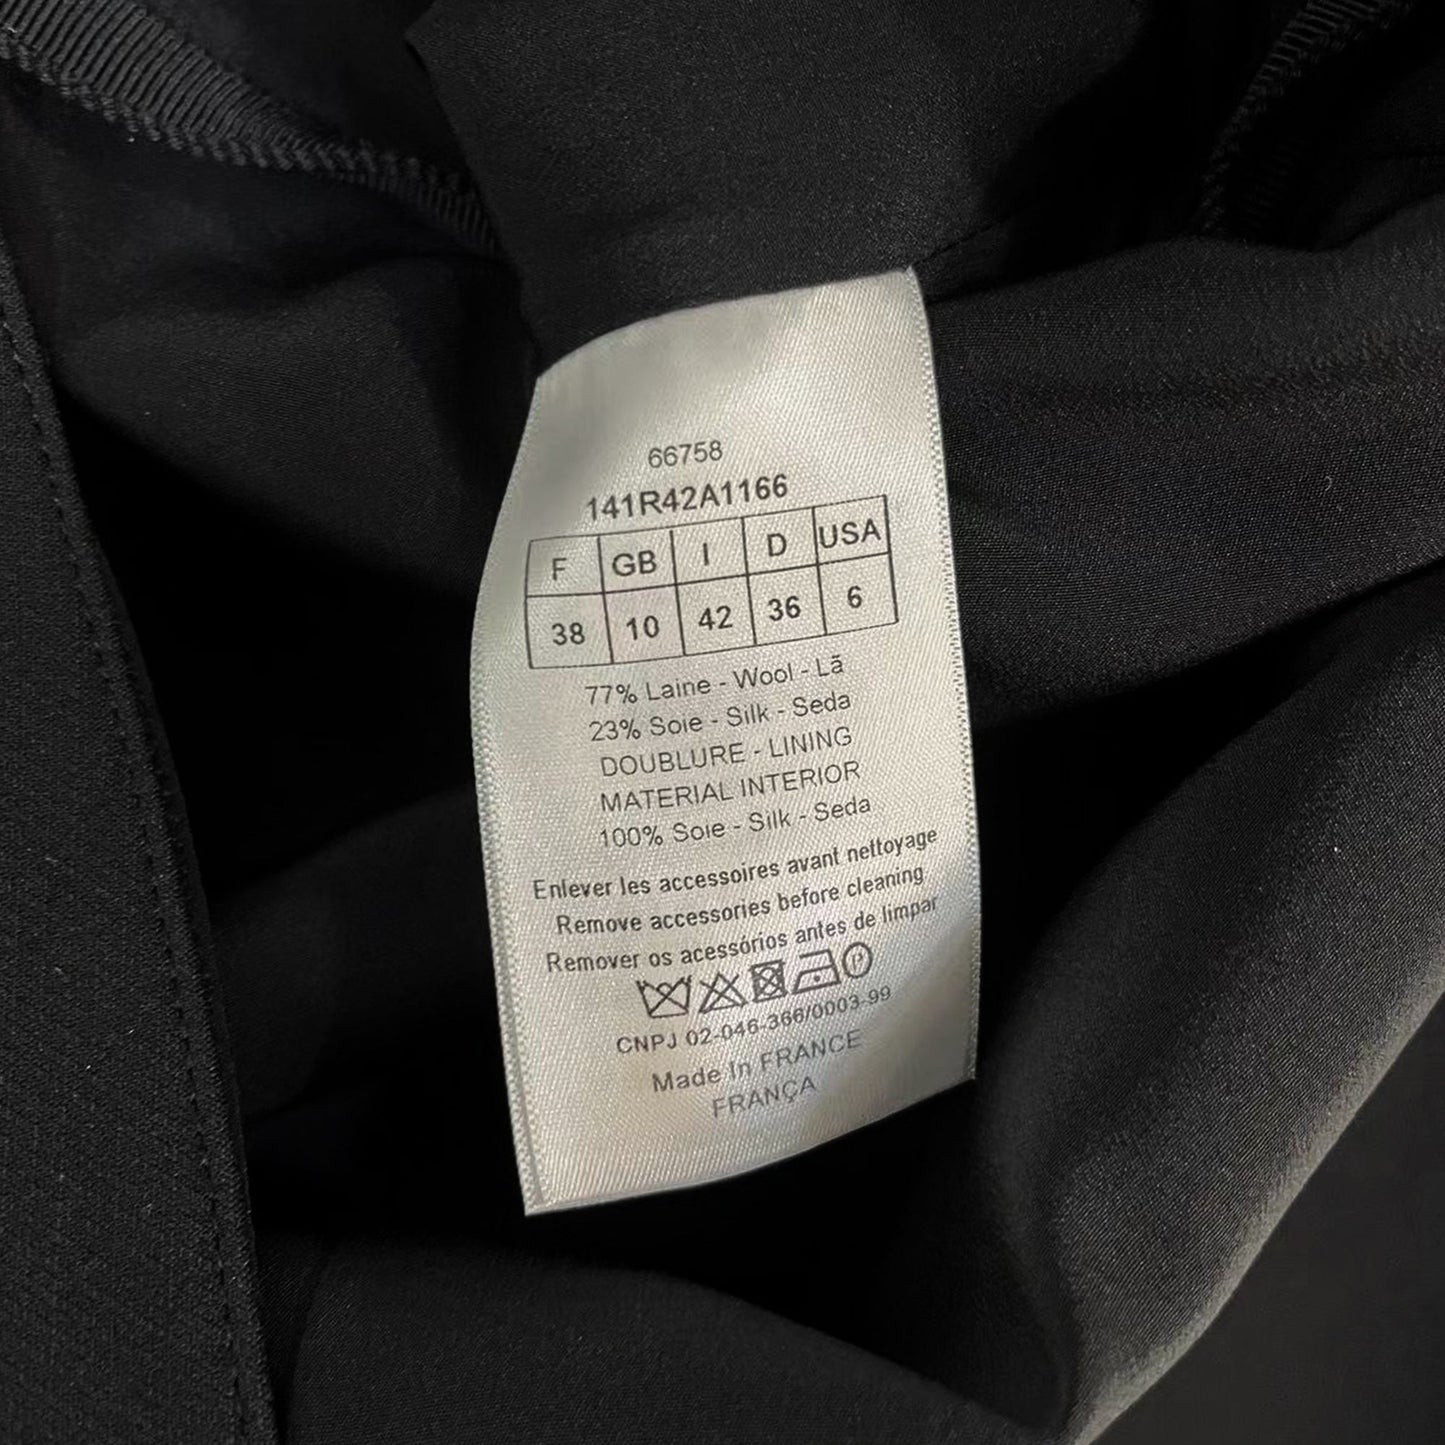 66758
141R42A1166
F GB I D USA
38 10 42 36 6
77% Laine - Wool - Lã
23% Soie - Silk - Seda
DOUBLURE - LINING
MATERIAL INTERIOR
100% Soie - Silk - Seda
Enlever les accessoires avant nettoyage
Remove accessories before cleaning
Remover os acessórios antes de limpar
P
CNPJ 02-046-366/0003-99
Made In FRANCE
FRANÇA